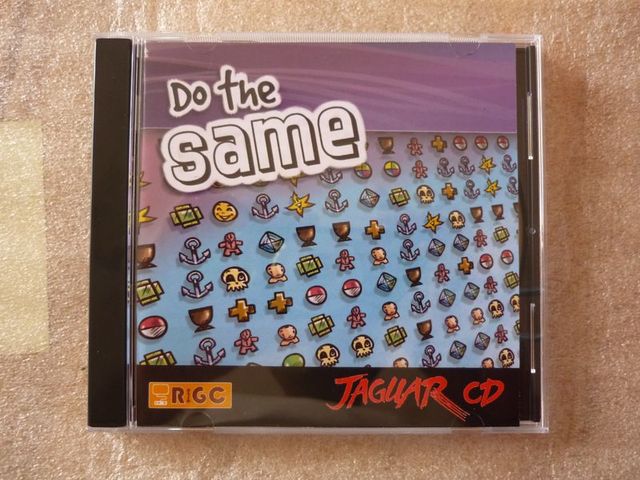 Do the
same
RGC
JAGUAR CD